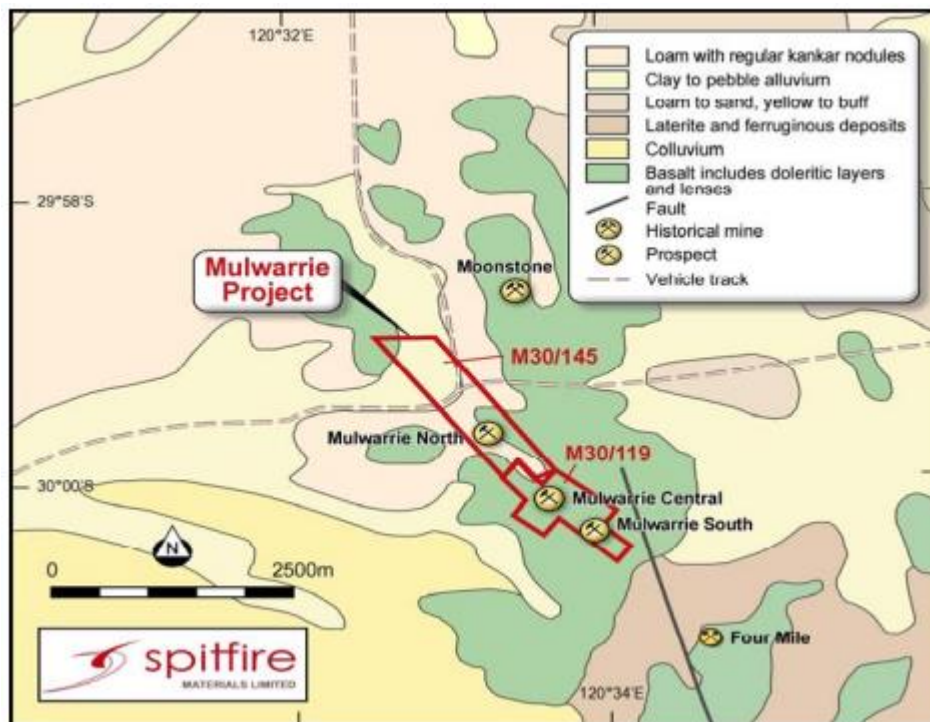 120°32'E
Loam with regular kankar nodules
Clay to pebble alluvium
Loam to sand, yellow to buff
Laterite and ferruginous deposits
Colluvium
Basalt includes doleritic layers
and lenses
Fault
Historical mine
Prospect
Vehicle track
29°58'S
Mulwarrie
Project
Moonstone
M30/145
Mulwarrie North
M30/119
30°00'S
Mulwarrie Central
Mulwarrie South
N
0 2500m
Four Mile
spitfire
MATERIALS LIMITED
120°34'E